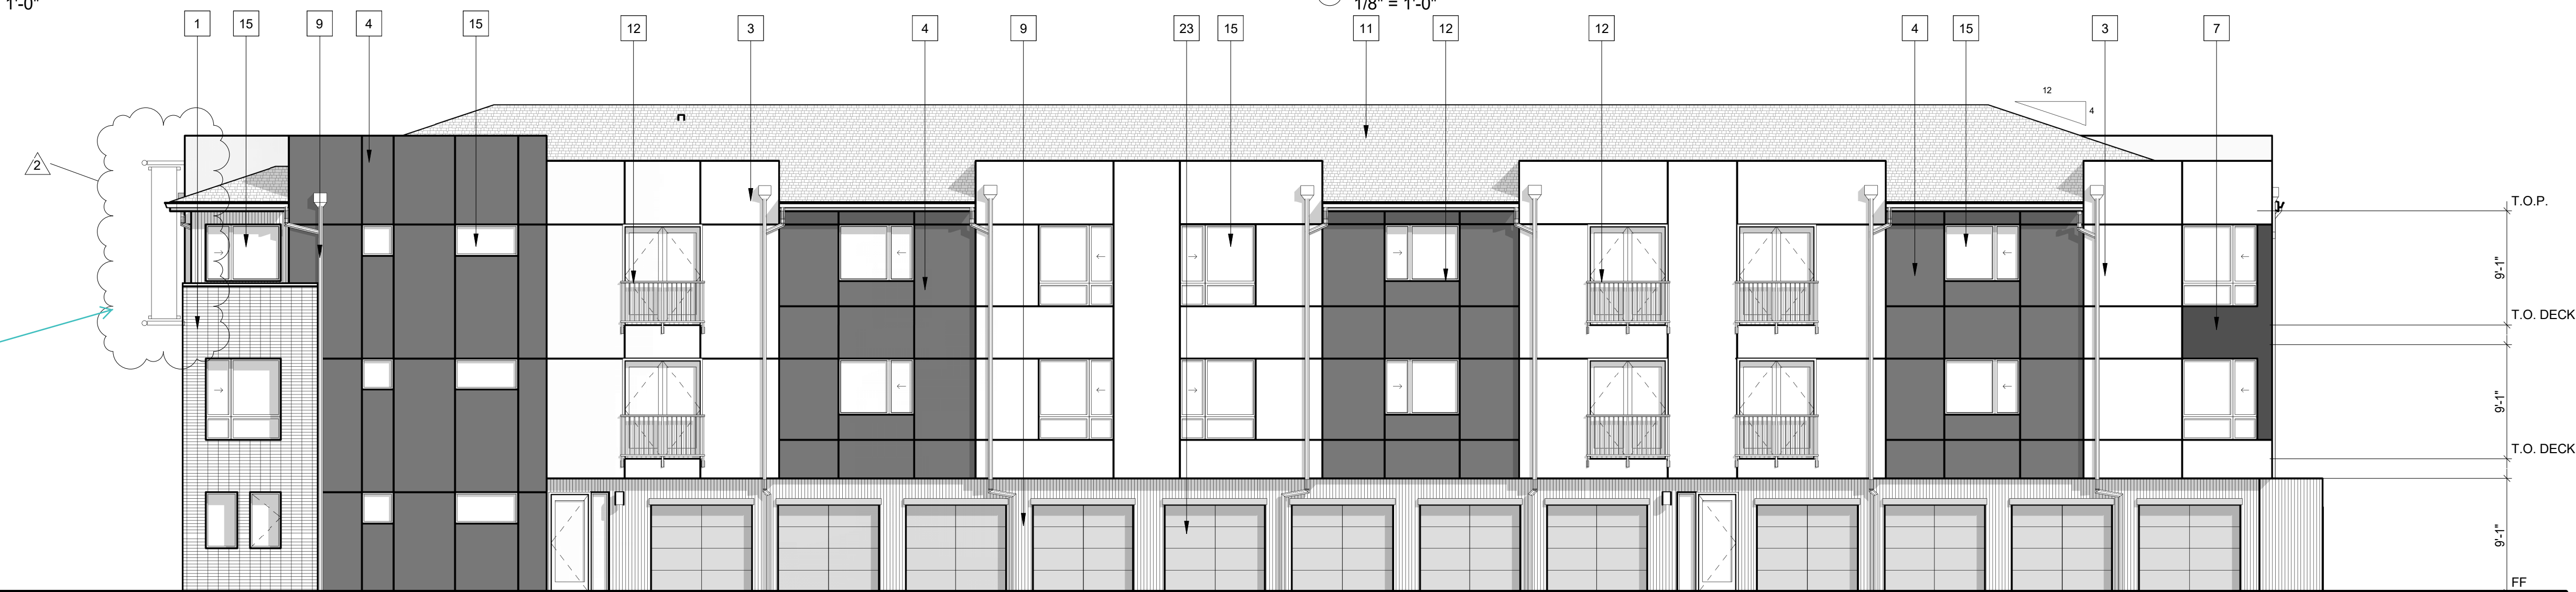 1'-0"
1/8" = 1'-0"
1 15 9 4 15 12 3 4 9 23 15 11 12 12 4 15 3 7
12
4
2
T.O.P.
9'-1"
T.O. DECK
9'-1"
T.O. DECK
9'-1"
FF